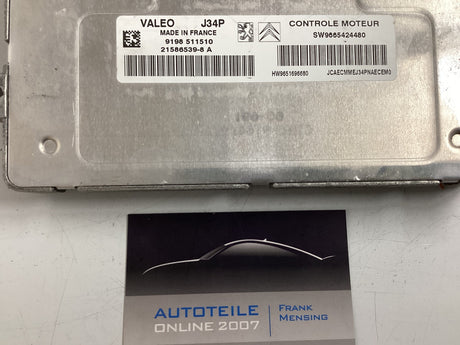 VALEO J34P
MADE IN FRANCE
9198 511510
21586539-8 A
CONTROLE MOTEUR
SW9665424480
HW9651696680
JCAECMMEJ34PNAECEM0
AUTOTEILE
ONLINE 2007
FRANK
MENSING